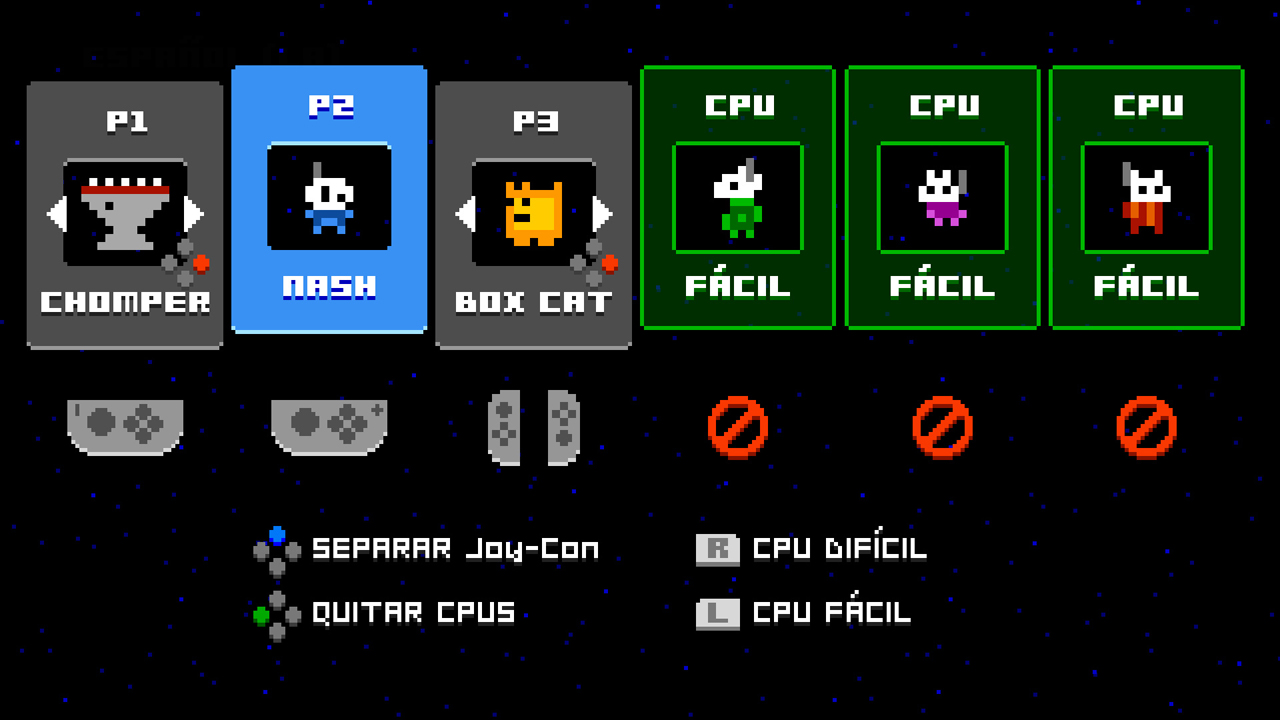 P1
P2
P3
CPU
CPU
CPU
CHOMPER
NASH
BOX CAT
FÁCIL
FÁCIL
FÁCIL
SEPARAR Joy-Con
R CPU DIFÍCIL
QUITAR CPUS
L CPU FÁCIL